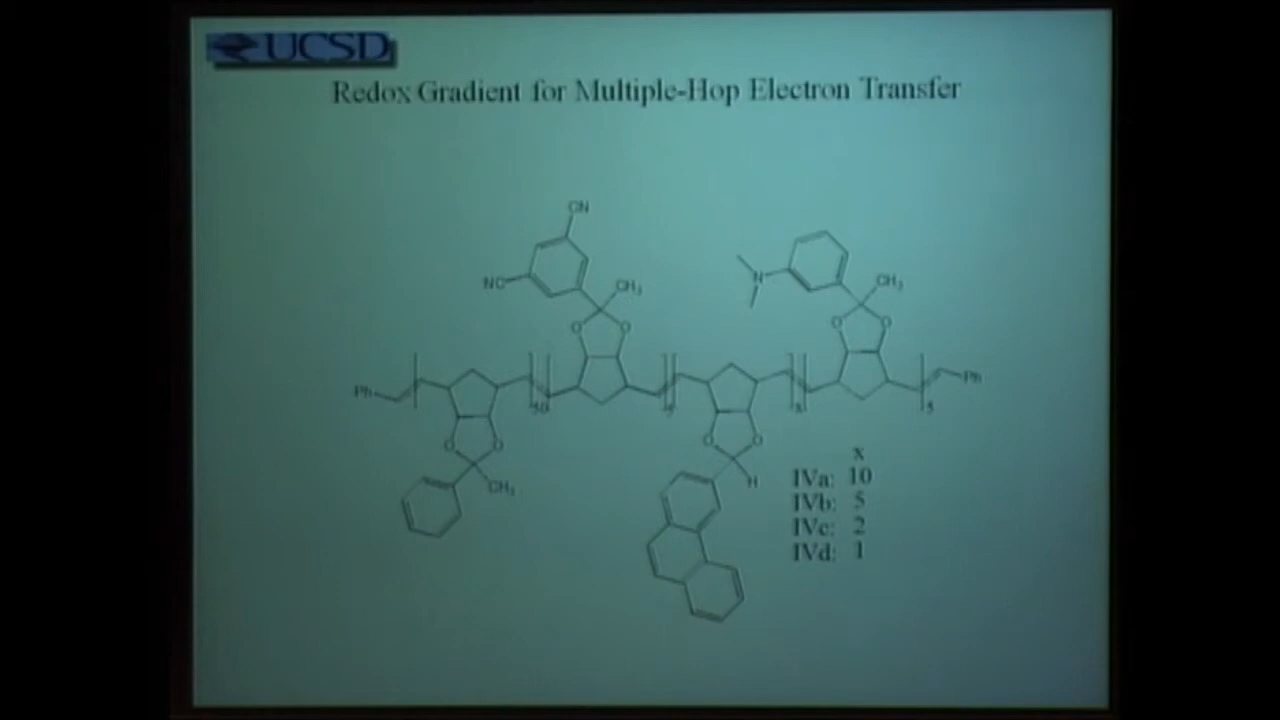 UCSD
Redox Gradient for Multiple-Hop Electron Transfer
CN
NC
CH3
N
CH3
O O
O O
Ph
Ph
50
x
5
O O
O O
CH3
H
x
IVa: 10
IVb: 5
IVc: 2
IVd: 1